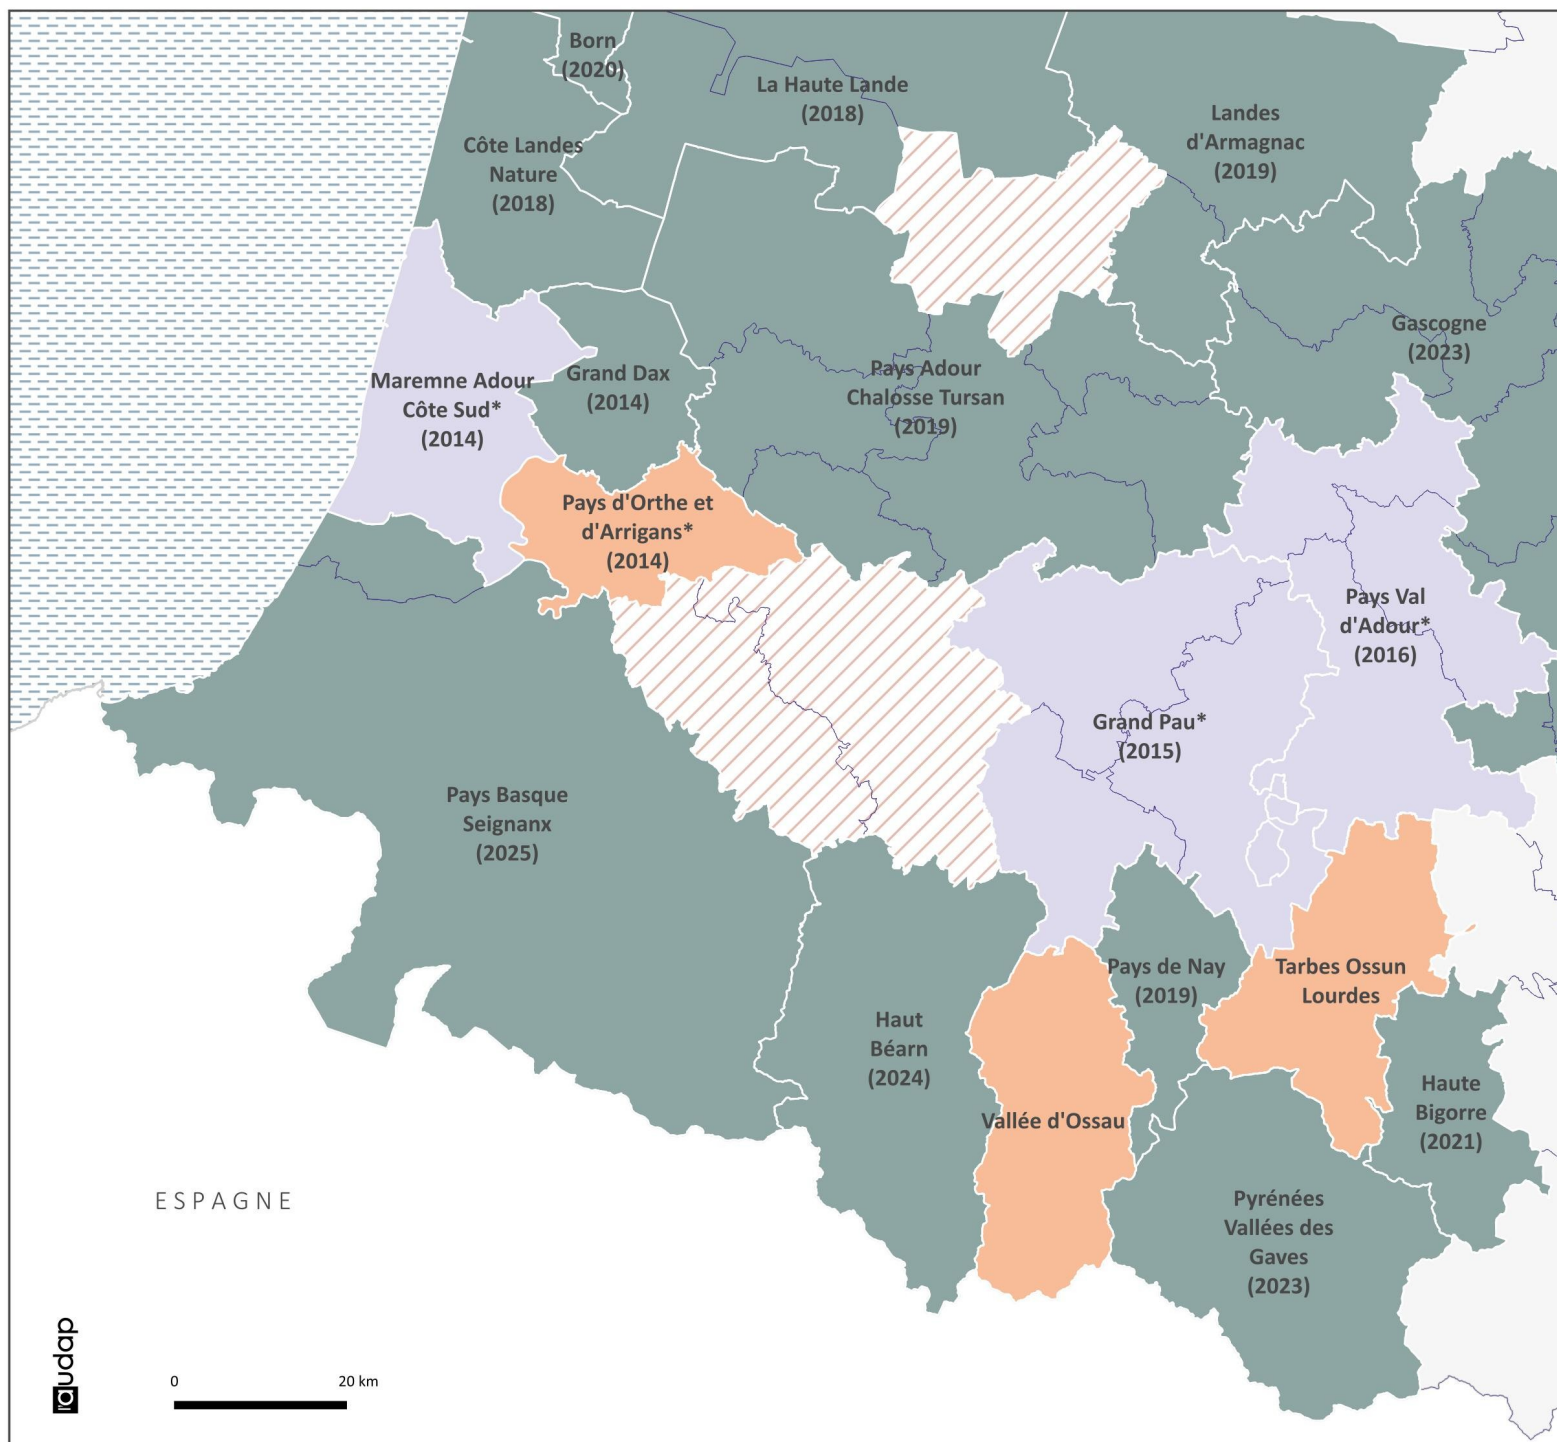 Born
(2020)
La Haute Lande
(2018)
Landes
d'Armagnac
(2019)
Côte Landes
Nature
(2018)
Gascogne
(2023)
Maremne Adour
Côte Sud*
(2014)
Grand Dax
(2014)
Pays Adour
Chalosse Tursan
(2019)
Pays d'Orthe et
d'Arrigans*
(2014)
Pays Val
d'Adour*
(2016)
Grand Pau*
(2015)
Pays Basque
Seignanx
(2025)
Pays de Nay
(2019)
Tarbes Ossun
Lourdes
Haut
Béarn
(2024)
Vallée d'Ossau
Haute
Bigorre
(2021)
ESPAGNE
Pyrénées
Vallées des
Gaves
(2023)
l'audap
0 20 km